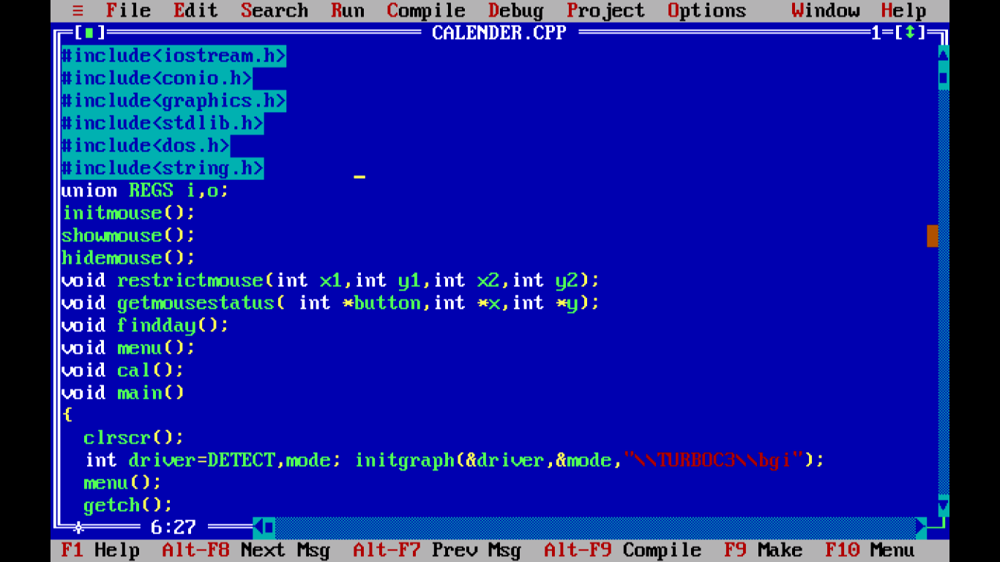 ≡ File Edit Search Run Compile Debug Project Options Window Help
[■] CALENDER.CPP 1=[↕]
#include<iostream.h>
#include<conio.h>
#include<graphics.h>
#include<stdlib.h>
#include<dos.h>
#include<string.h>
union REGS i,o;
initmouse();
showmouse();
hidemouse();
void restrictmouse(int x1,int y1,int x2,int y2);
void getmousestatus( int *button,int *x,int *y);
void findday();
void menu();
void cal();
void main()
{
  clrscr();
  int driver=DETECT,mode; initgraph(&driver,&mode,"\\TURBOC3\\bgi");
  menu();
  getch();
6:27
F1 Help Alt-F8 Next Msg Alt-F7 Prev Msg Alt-F9 Compile F9 Make F10 Menu